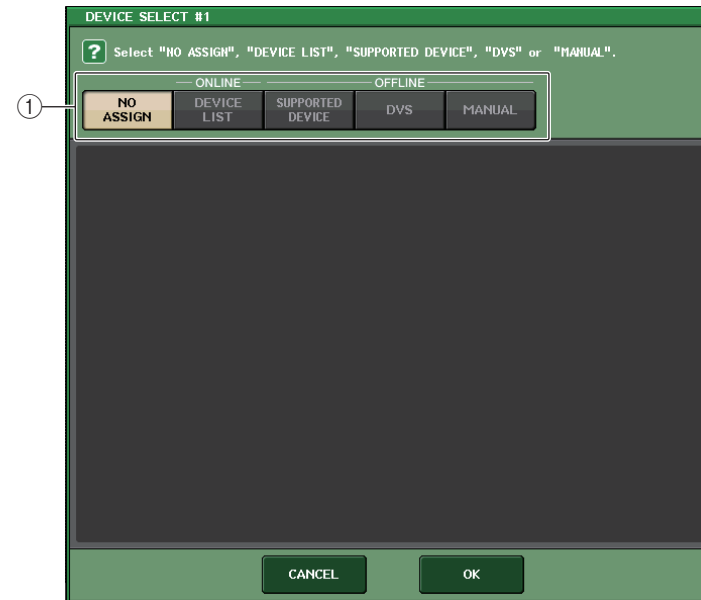 DEVICE SELECT #1
? Select "NO ASSIGN", "DEVICE LIST", "SUPPORTED DEVICE", "DVS" or "MANUAL".
ONLINE OFFLINE
①
NO ASSIGN
DEVICE LIST
SUPPORTED DEVICE
DVS
MANUAL
CANCEL
OK